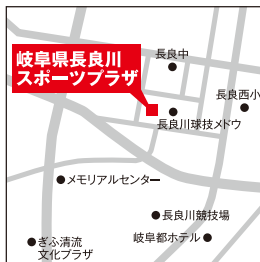 岐阜県長良川
スポーツプラザ
長良中
長良西小
長良川球技メドウ
メモリアルセンター
長良川競技場
岐阜都ホテル
ぎふ清流
文化プラザ